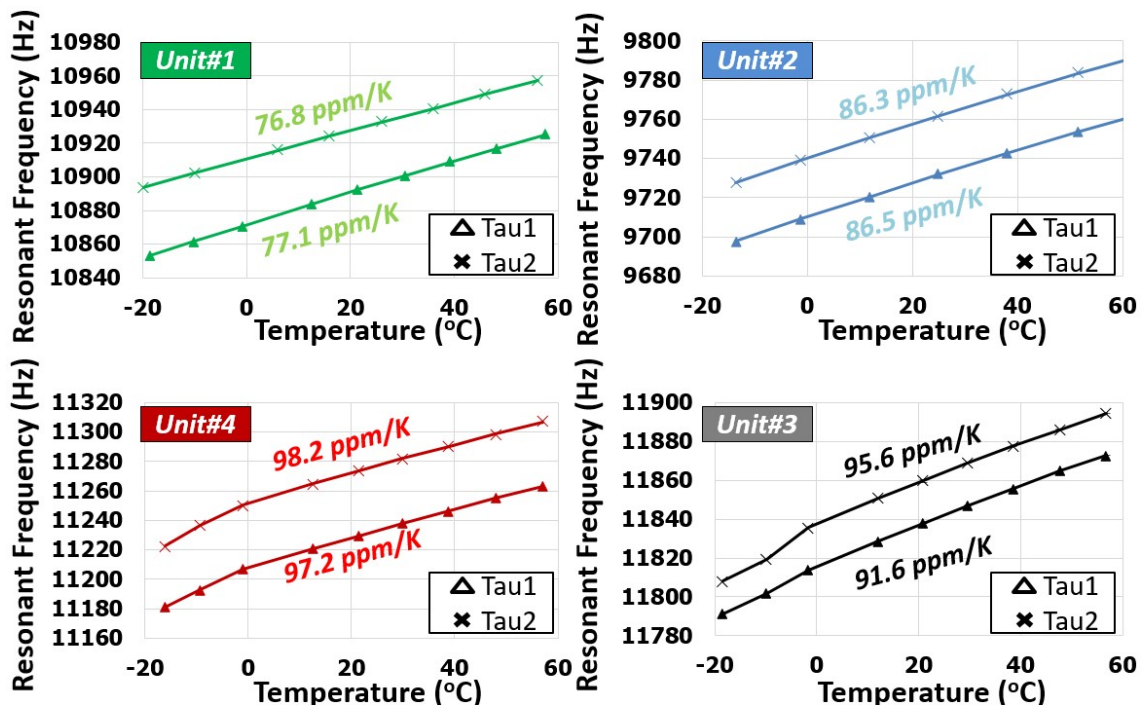 Resonant Frequency (Hz)
10980
10960
10940
10920
10900
10880
10860
10840
Unit#1
76.8 ppm/K
77.1 ppm/K
Tau1
Tau2
-20
0
20
40
60
Temperature (°C)
Resonant Frequency (Hz)
9800
9780
9760
9740
9720
9700
9680
Unit#2
86.3 ppm/K
86.5 ppm/K
Tau1
Tau2
-20
0
20
40
60
Temperature (°C)
Resonant Frequency (Hz)
11320
11300
11280
11260
11240
11220
11200
11180
11160
Unit#4
98.2 ppm/K
97.2 ppm/K
Tau1
Tau2
-20
0
20
40
60
Temperature (°C)
Resonant Frequency (Hz)
11900
11880
11860
11840
11820
11800
11780
Unit#3
95.6 ppm/K
91.6 ppm/K
Tau1
Tau2
-20
0
20
40
60
Temperature (°C)